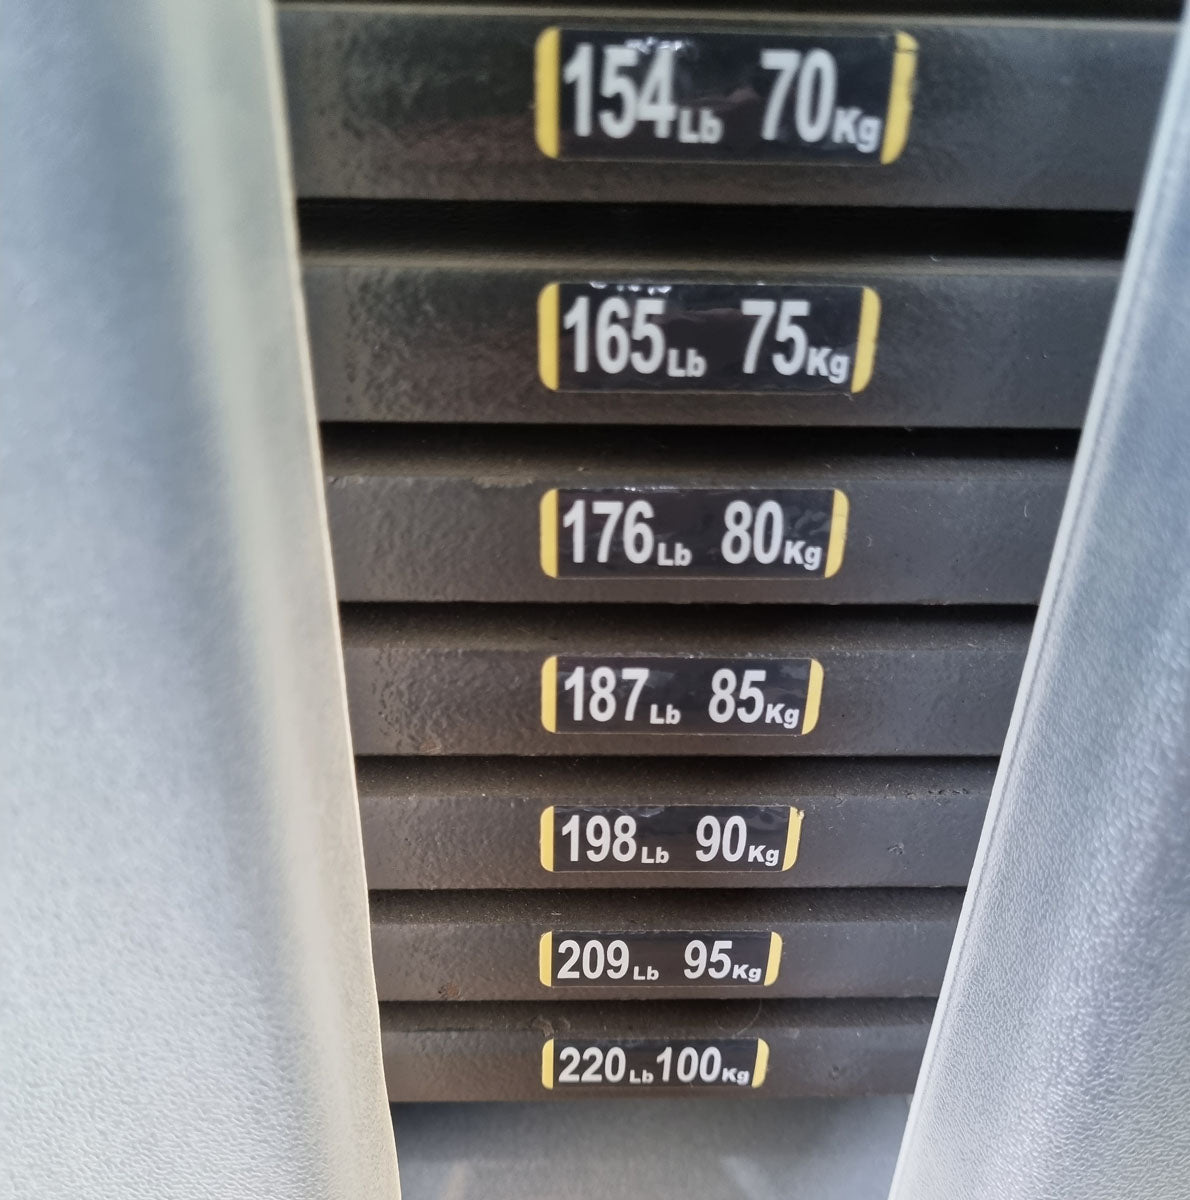 154Lb 70Kg
165Lb 75Kg
176Lb 80Kg
187Lb 85Kg
198Lb 90Kg
209Lb 95Kg
220Lb 100Kg